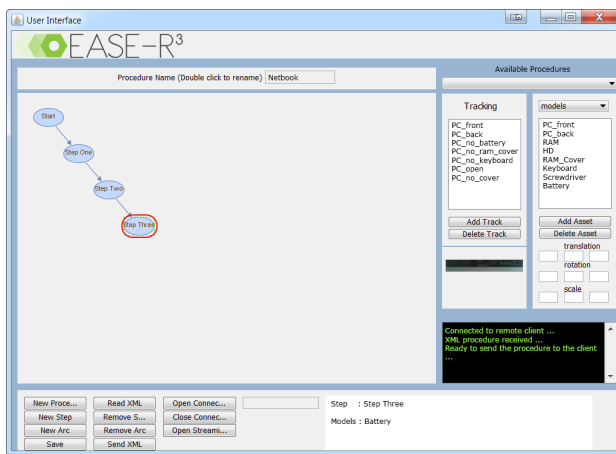 User Interface
EASE-R³
Procedure Name (Double click to rename) Netbook
Available Procedures
Start
Step One
Step Two
Step Three
Tracking
PC_front
PC_back
PC_no_battery
PC_no_ram_cover
PC_no_keyboard
PC_open
PC_no_cover
Add Track
Delete Track
models
PC_front
PC_back
RAM
HD
RAM_Cover
Keyboard
Screwdriver
Battery
Add Asset
Delete Asset
translation
rotation
scale
Connected to remote client ...
XML procedure received ...
Ready to send the procedure to the client
...
New Proce... Read XML Open Connec...
New Step Remove S... Close Connec...
New Arc Remove Arc Open Streami...
Save Send XML
Step : Step Three
Models : Battery